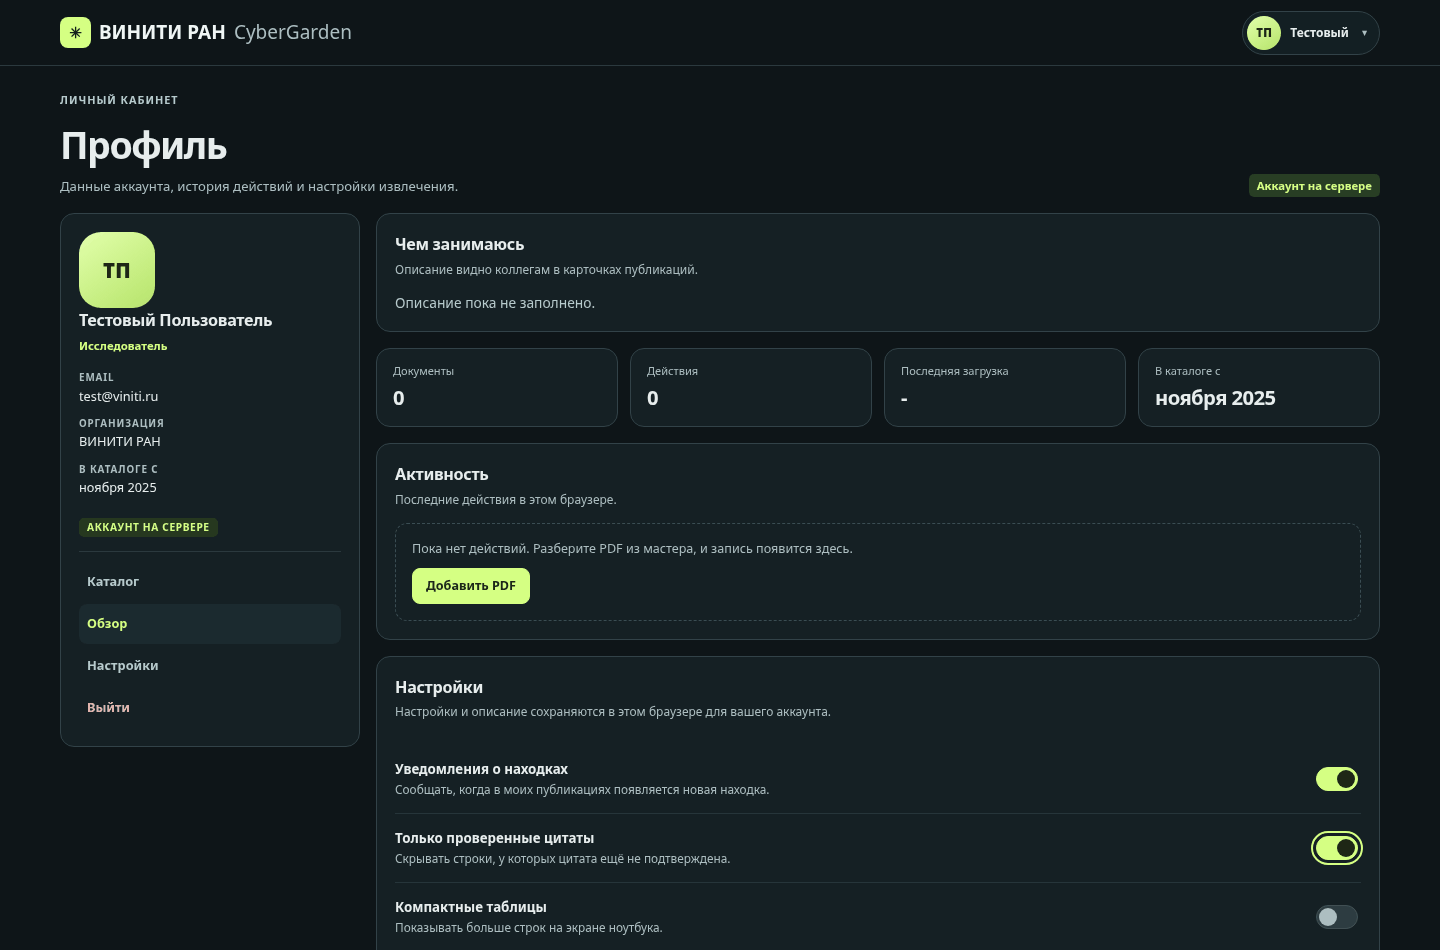 ВИНИТИ РАН CyberGarden
ТП Тестовый
ЛИЧНЫЙ КАБИНЕТ
Профиль
Данные аккаунта, история действий и настройки извлечения.
Аккаунт на сервере
ТП
Тестовый Пользователь
Исследователь
EMAIL
test@viniti.ru
ОРГАНИЗАЦИЯ
ВИНИТИ РАН
В КАТАЛОГЕ С
ноября 2025
АККАУНТ НА СЕРВЕРЕ
Каталог
Обзор
Настройки
Выйти
Чем занимаюсь
Описание видно коллегам в карточках публикаций.
Описание пока не заполнено.
Документы
0
Действия
0
Последняя загрузка
-
В каталоге с
ноября 2025
Активность
Последние действия в этом браузере.
Пока нет действий. Разберите PDF из мастера, и запись появится здесь.
Добавить PDF
Настройки
Настройки и описание сохраняются в этом браузере для вашего аккаунта.
Уведомления о находках
Сообщать, когда в моих публикациях появляется новая находка.
Только проверенные цитаты
Скрывать строки, у которых цитата ещё не подтверждена.
Компактные таблицы
Показывать больше строк на экране ноутбука.